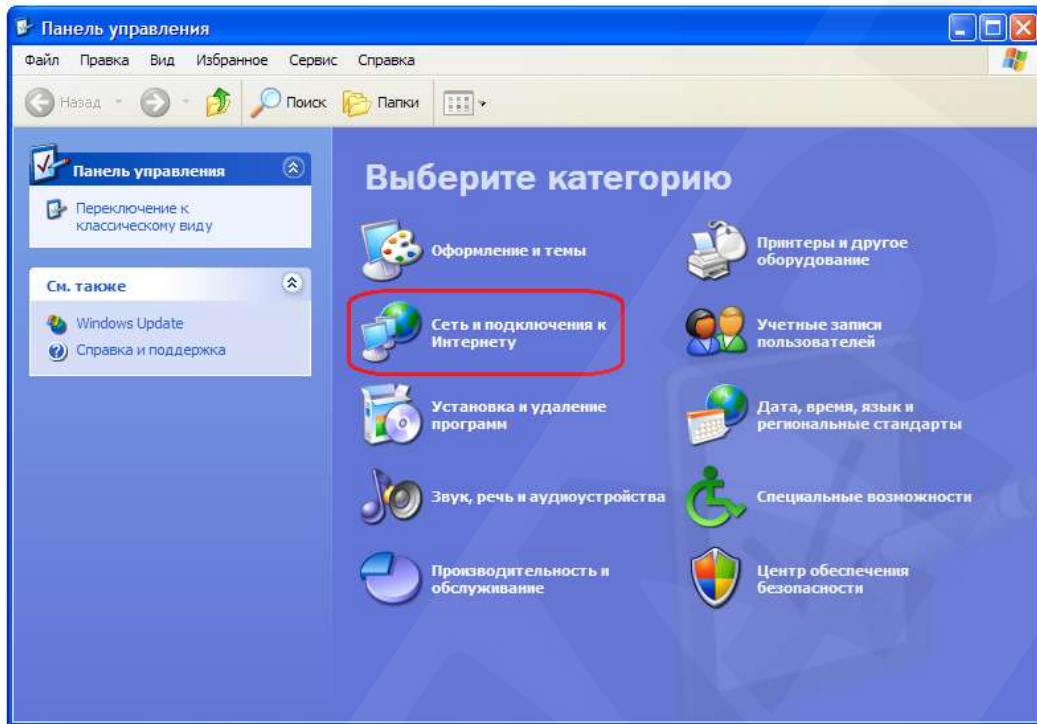 Панель управления
Файл Правка Вид Избранное Сервис Справка
Назад Поиск Папки
Панель управления
Переключение к
классическому виду
См. также
Windows Update
Справка и поддержка
Выберите категорию
Оформление и темы
Принтеры и другое
оборудование
Сеть и подключения к
Интернету
Учетные записи
пользователей
Установка и удаление
программ
Дата, время, язык и
региональные стандарты
Звук, речь и аудиоустройства
Специальные возможности
Производительность и
обслуживание
Центр обеспечения
безопасности